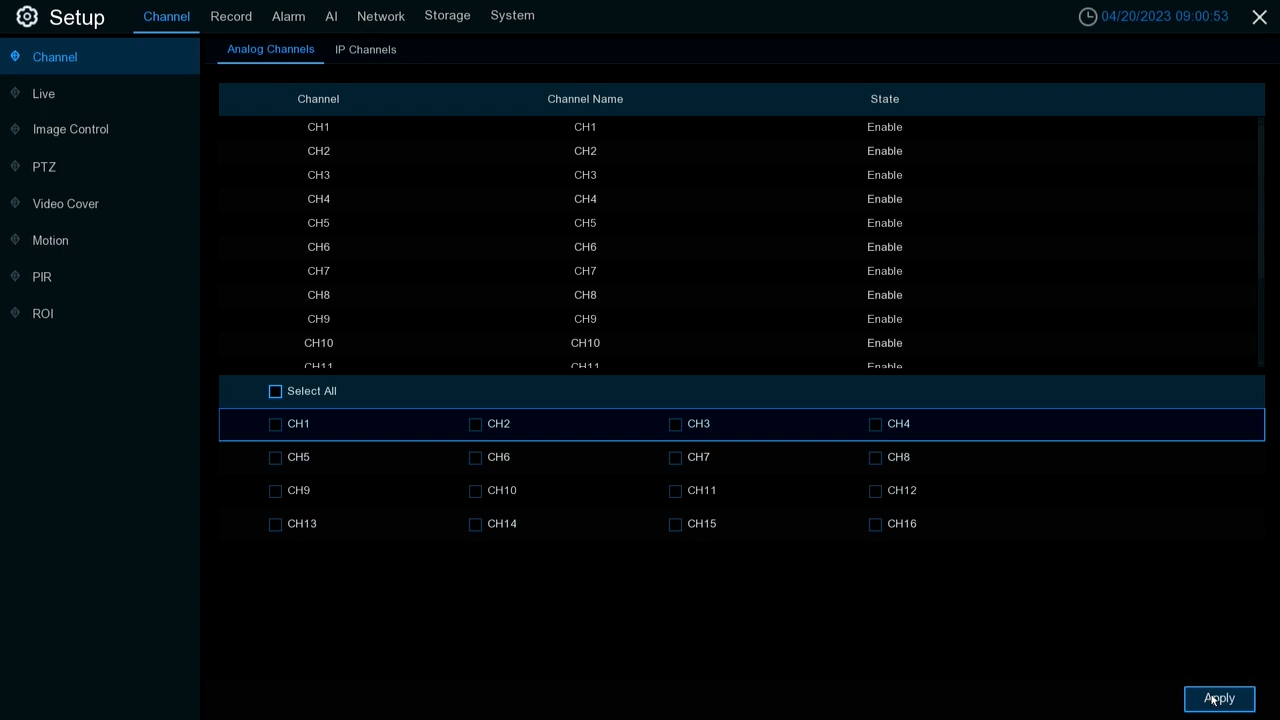 Setup Channel Record Alarm AI Network Storage System 04/20/2023 09:00:53
Channel
Live
Image Control
PTZ
Video Cover
Motion
PIR
ROI
Analog Channels IP Channels
Channel Channel Name State
CH1 CH1 Enable
CH2 CH2 Enable
CH3 CH3 Enable
CH4 CH4 Enable
CH5 CH5 Enable
CH6 CH6 Enable
CH7 CH7 Enable
CH8 CH8 Enable
CH9 CH9 Enable
CH10 CH10 Enable
CH11 CH11 Enable
Select All
CH1 CH2 CH3 CH4
CH5 CH6 CH7 CH8
CH9 CH10 CH11 CH12
CH13 CH14 CH15 CH16
Apply